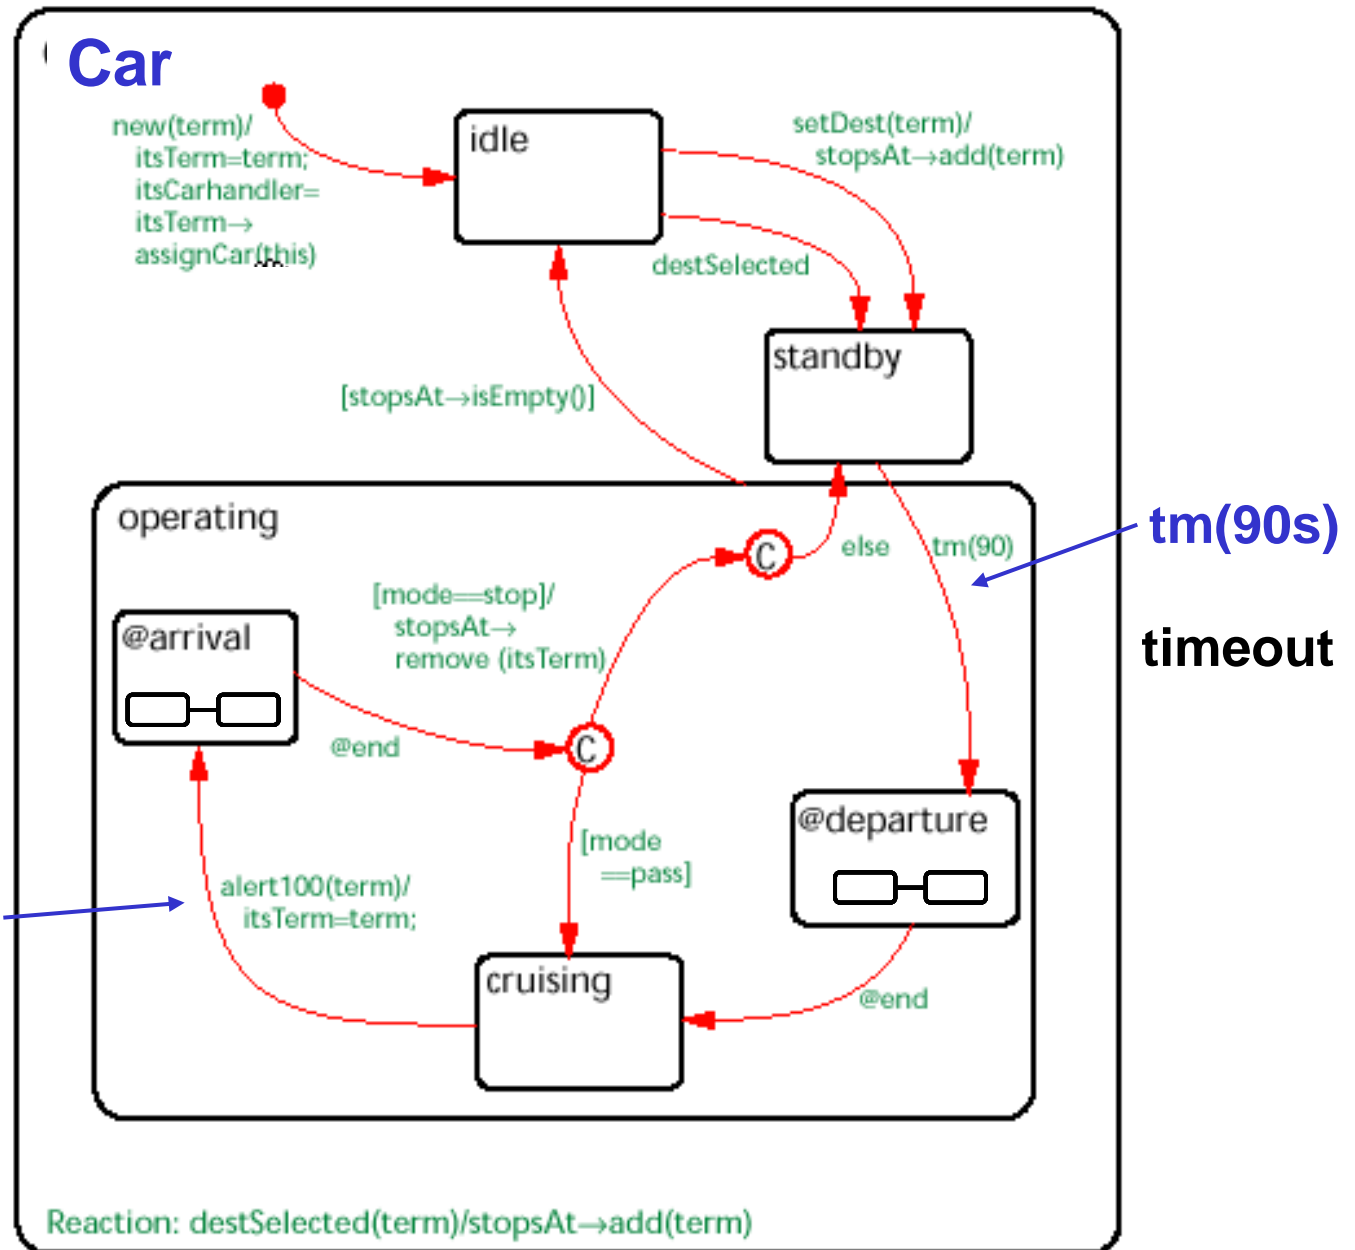 Car
new(term)/
itsTerm=term;
itsCarhandler=
itsTerm→
assignCar(this)
idle
setDest(term)/
stopsAt→add(term)
destSelected
standby
[stopsAt→isEmpty()]
operating
tm(90s)
C
else
tm(90)
[mode==stop]/
stopsAt→
remove (itsTerm)
@arrival
timeout
@end
C
@departure
[mode
==pass]
alert100(term)/
itsTerm=term;
cruising
@end
Reaction: destSelected(term)/stopsAt→add(term)